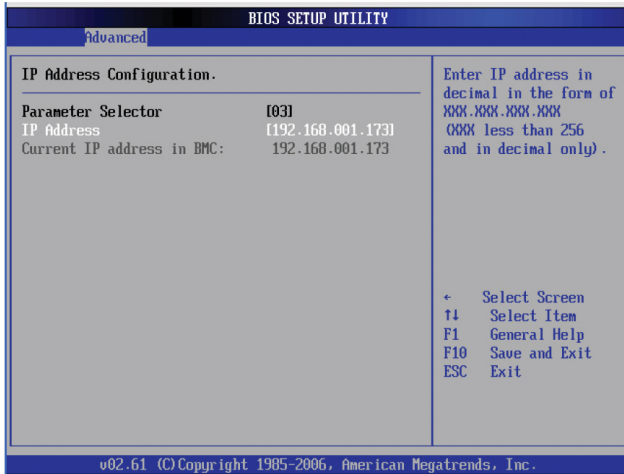 BIOS SETUP UTILITY
Advanced
IP Address Configuration.
Parameter Selector [03]
IP Address [192.168.001.173]
Current IP address in BMC: 192.168.001.173
Enter IP address in
decimal in the form of
XXX.XXX.XXX.XXX
(XXX less than 256
and in decimal only).
← Select Screen
↑↓ Select Item
F1 General Help
F10 Save and Exit
ESC Exit
v02.61 (C)Copyright 1985-2006, American Megatrends, Inc.